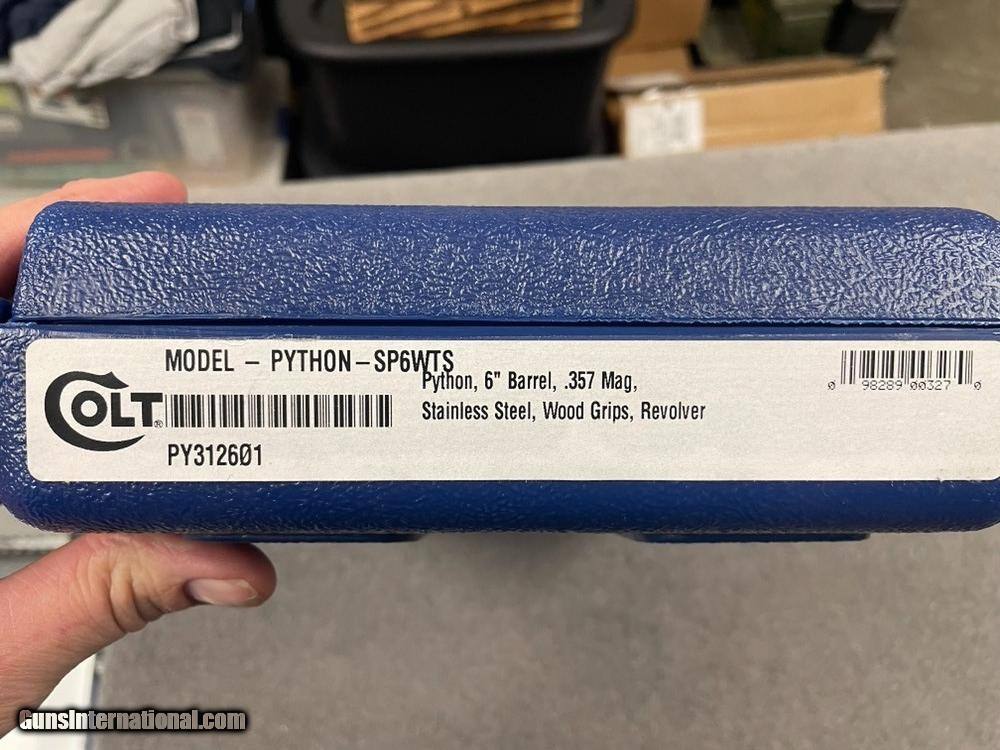 MODEL – PYTHON–SP6WTS
Python, 6" Barrel, .357 Mag,
Stainless Steel, Wood Grips, Revolver
COLT®
PY3126Ø1
0 98289 00327 0
GunsInternational.com